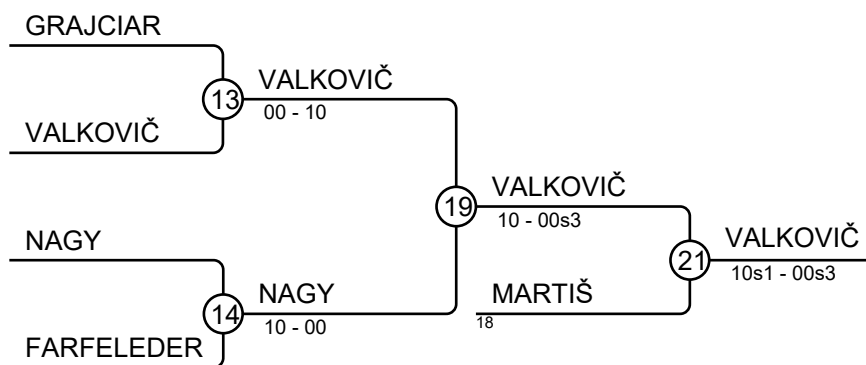 GRAJCIAR
13
VALKOVIČ
00 - 10
VALKOVIČ
19
VALKOVIČ
10 - 00s3
NAGY
21
VALKOVIČ
10s1 - 00s3
14
NAGY
10 - 00
MARTIŠ
18
FARFELEDER